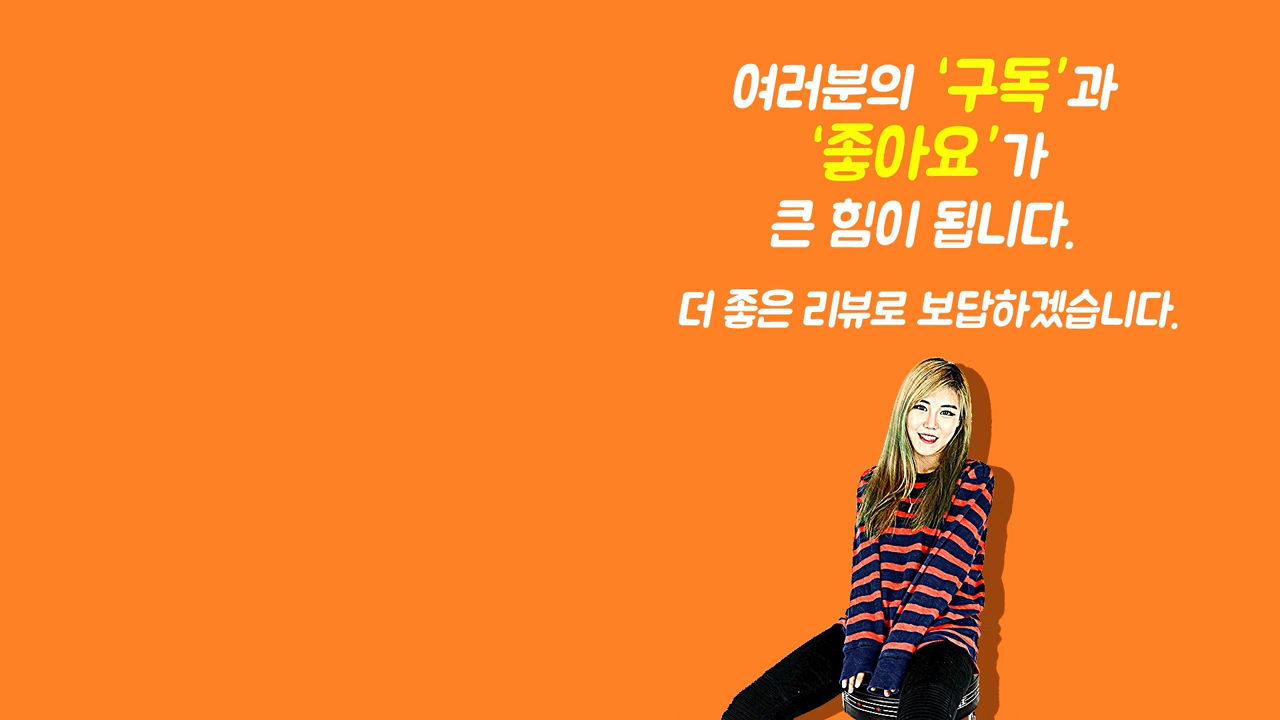 여러분의 '구독'과
'좋아요'가
큰 힘이 됩니다.
더 좋은 리뷰로 보답하겠습니다.